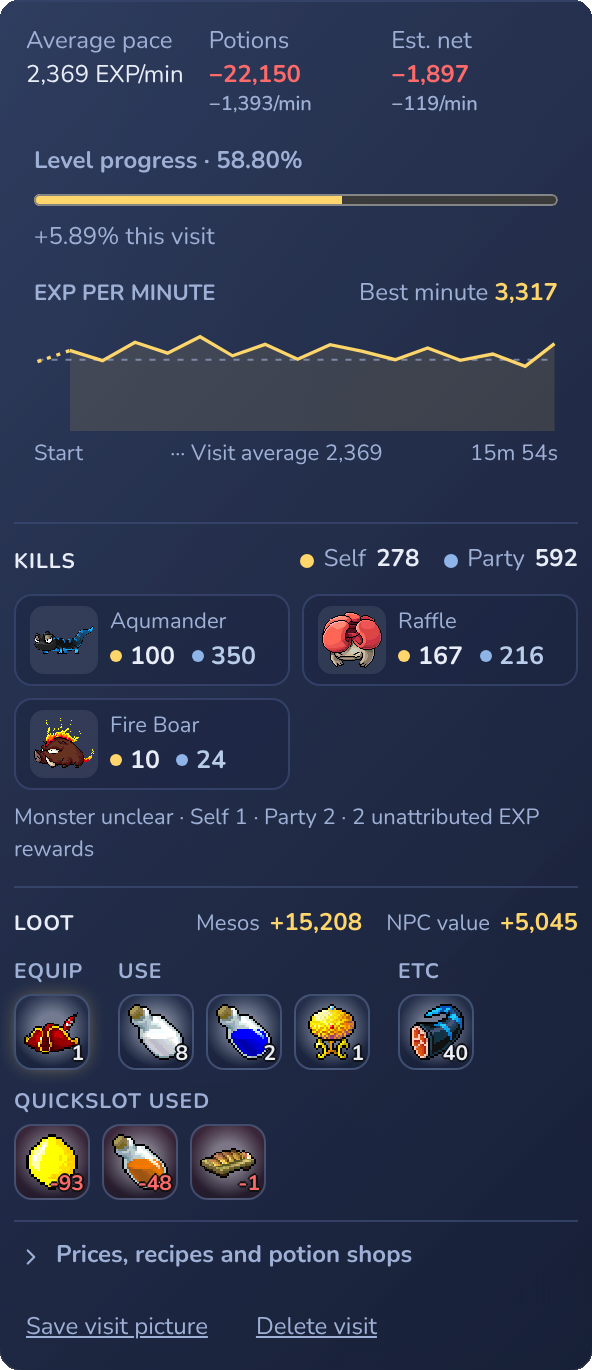 Average pace Potions Est. net
2,369 EXP/min −22,150 −1,897
−1,393/min −119/min
Level progress · 58.80%
+5.89% this visit
EXP PER MINUTE Best minute 3,317
Start ··· Visit average 2,369 15m 54s
KILLS Self 278 Party 592
Aqumander Raffle
100 350 167 216
Fire Boar
10 24
Monster unclear · Self 1 · Party 2 · 2 unattributed EXP
rewards
LOOT Mesos +15,208 NPC value +5,045
EQUIP USE ETC
1 8 2 1 40
QUICKSLOT USED
-93 -48 -1
Prices, recipes and potion shops
Save visit picture Delete visit